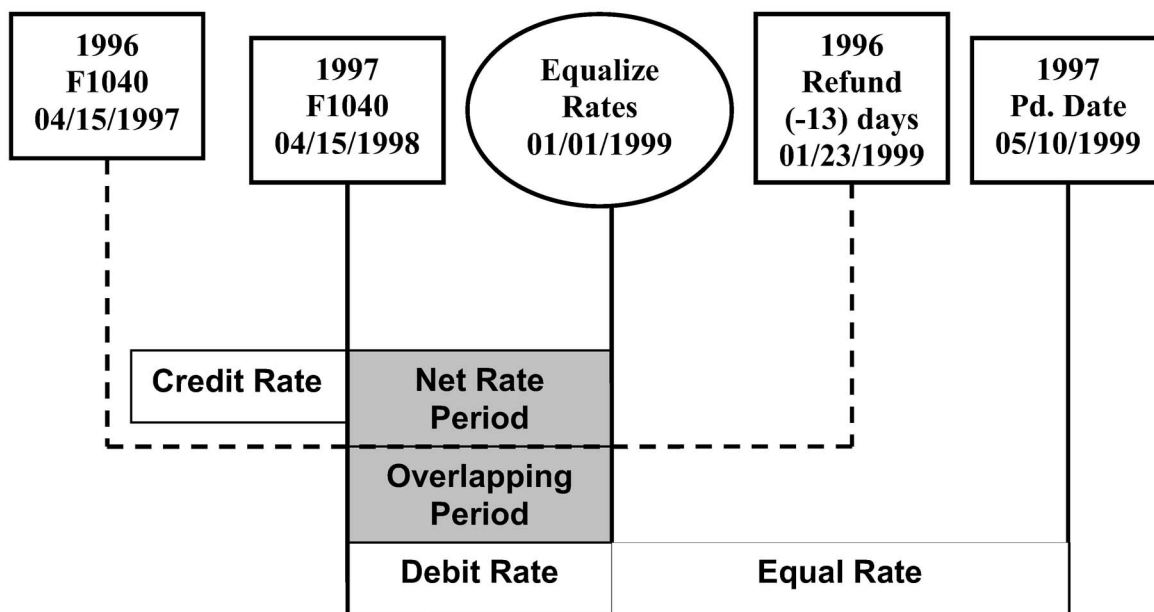 1996
F1040
04/15/1997
1997
F1040
04/15/1998
Equalize
Rates
01/01/1999
1996
Refund
(-13) days
01/23/1999
1997
Pd. Date
05/10/1999
Credit Rate
Net Rate
Period
Overlapping
Period
Debit Rate
Equal Rate